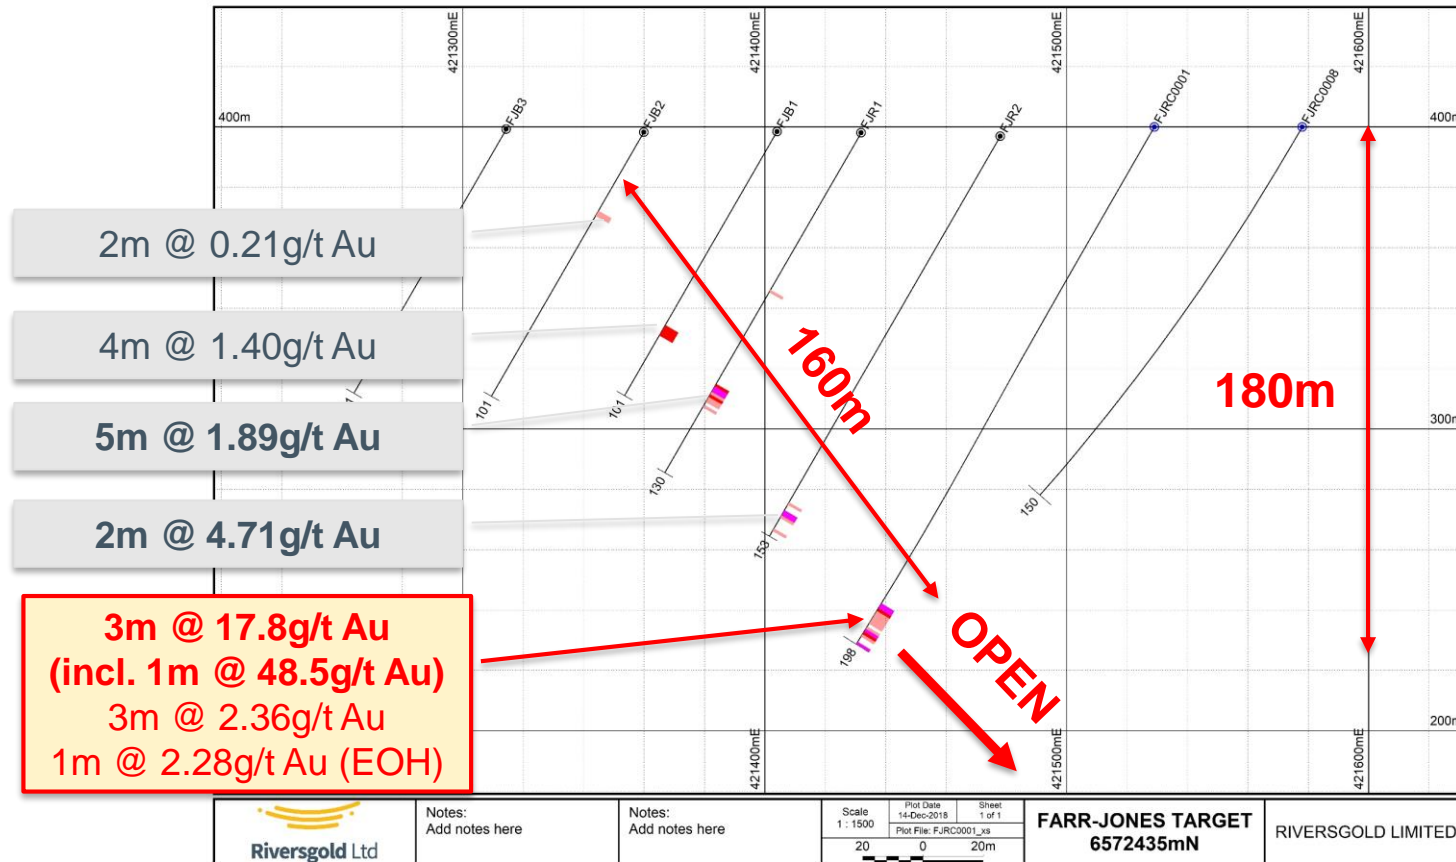 421300mE
421400mE
421500mE
421600mE
400m
400m
FJB3
FJB2
FJB1
FJR1
FJR2
FJRC0001
FJRC0008
2m @ 0.21g/t Au
4m @ 1.40g/t Au
5m @ 1.89g/t Au
2m @ 4.71g/t Au
3m @ 17.8g/t Au
(incl. 1m @ 48.5g/t Au)
3m @ 2.36g/t Au
1m @ 2.28g/t Au (EOH)
101
101
130
153
198
150
160m
180m
OPEN
300m
200m
421400mE
421500mE
421600mE
Riversgold Ltd
Notes:
Add notes here
Notes:
Add notes here
Scale
1 : 1500
Plot Date
14-Dec-2018
Sheet
1 of 1
Plot File: FJRC0001_xs
20 0 20m
FARR-JONES TARGET
6572435mN
RIVERSGOLD LIMITED